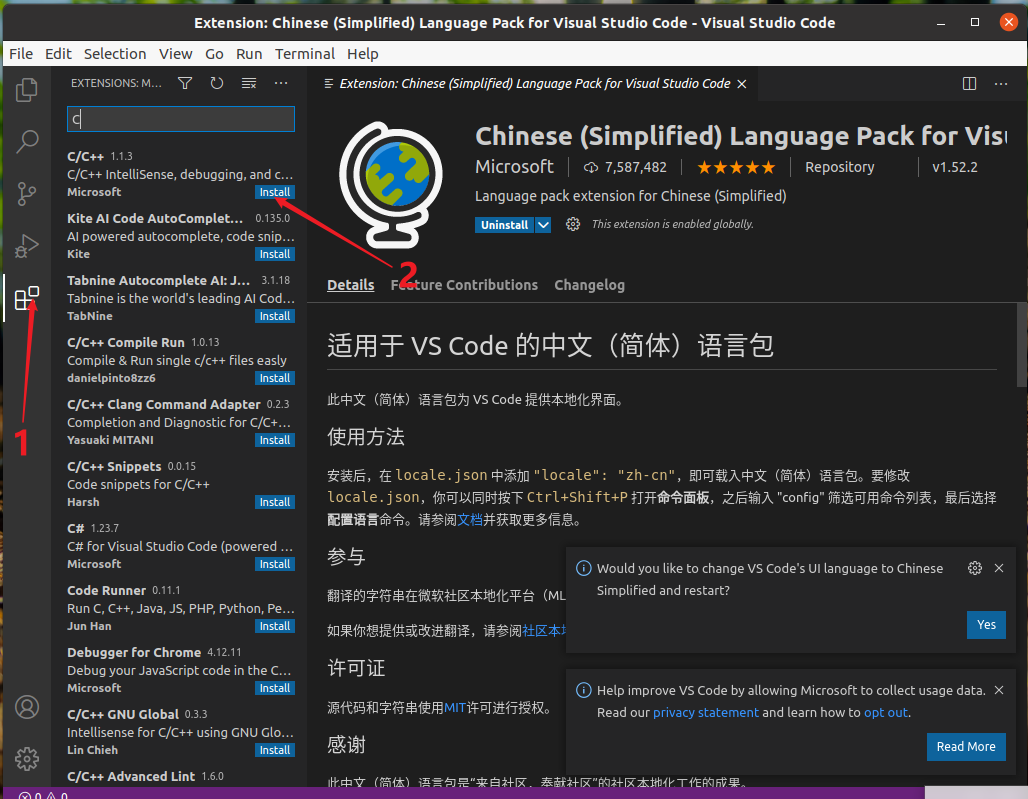 Extension: Chinese (Simplified) Language Pack for Visual Studio Code - Visual Studio Code
File Edit Selection View Go Run Terminal Help
EXTENSIONS: M...
Extension: Chinese (Simplified) Language Pack for Visual Studio Code
C
C/C++ 1.1.3
C/C++ IntelliSense, debugging, and c...
Microsoft Install
Kite AI Code AutoComplet... 0.135.0
AI powered autocomplete, code snip...
Kite Install
Tabnine Autocomplete AI: J... 3.1.18
Tabnine is the world's leading AI Cod...
TabNine Install
C/C++ Compile Run 1.0.13
Compile & Run single c/c++ files easly
danielpinto8zz6 Install
C/C++ Clang Command Adapter 0.2.3
Completion and Diagnostic for C/C+...
Yasuaki MITANI Install
C/C++ Snippets 0.0.15
Code snippets for C/C++
Harsh Install
C# 1.23.7
C# for Visual Studio Code (powered ...
Microsoft Install
Code Runner 0.11.1
Run C, C++, Java, JS, PHP, Python, Pe...
Jun Han Install
Debugger for Chrome 4.12.11
Debug your JavaScript code in the C...
Microsoft Install
C/C++ GNU Global 0.3.3
Intellisense for C/C++ using GNU Glo...
Lin Chieh Install
C/C++ Advanced Lint 1.6.0
1
2
Chinese (Simplified) Language Pack for Visu
Microsoft 7,587,482 Repository v1.52.2
Language pack extension for Chinese (Simplified)
Uninstall This extension is enabled globally.
Details Feature Contributions Changelog
适用于 VS Code 的中文（简体）语言包
此中文（简体）语言包为 VS Code 提供本地化界面。
使用方法
安装后，在 locale.json 中添加 "locale": "zh-cn"，即可载入中文（简体）语言包。要修改
locale.json，你可以同时按下 Ctrl+Shift+P 打开命令面板，之后输入 "config" 筛选可用命令列表，最后选择
配置语言命令。请参阅文档并获取更多信息。
参与
翻译的字符串在微软社区本地化平台（ML
如果你想提供或改进翻译，请参阅社区本地
许可证
源代码和字符串使用MIT许可进行授权。
感谢
此中文（简体）语言包是“来自社区，奉献社区”的社区本地化工作的成果。
Would you like to change VS Code's UI language to Chinese
Simplified and restart?
Yes
Help improve VS Code by allowing Microsoft to collect usage data.
Read our privacy statement and learn how to opt out.
Read More
0 0